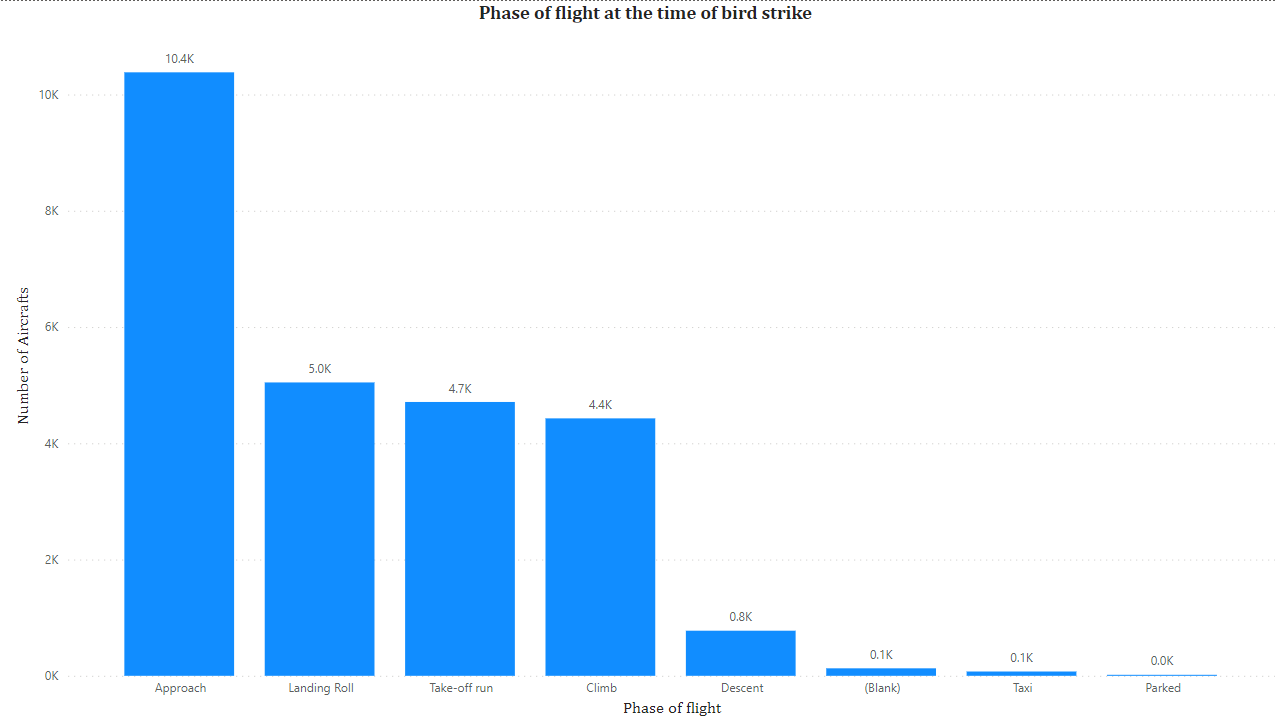 Phase of flight at the time of bird strike
10.4K
10K
8K
6K
5.0K
4.7K
4.4K
4K
2K
0.8K
0.1K
0.1K
0.0K
0K
Number of Aircrafts
Approach Landing Roll Take-off run Climb Descent (Blank) Taxi Parked
Phase of flight